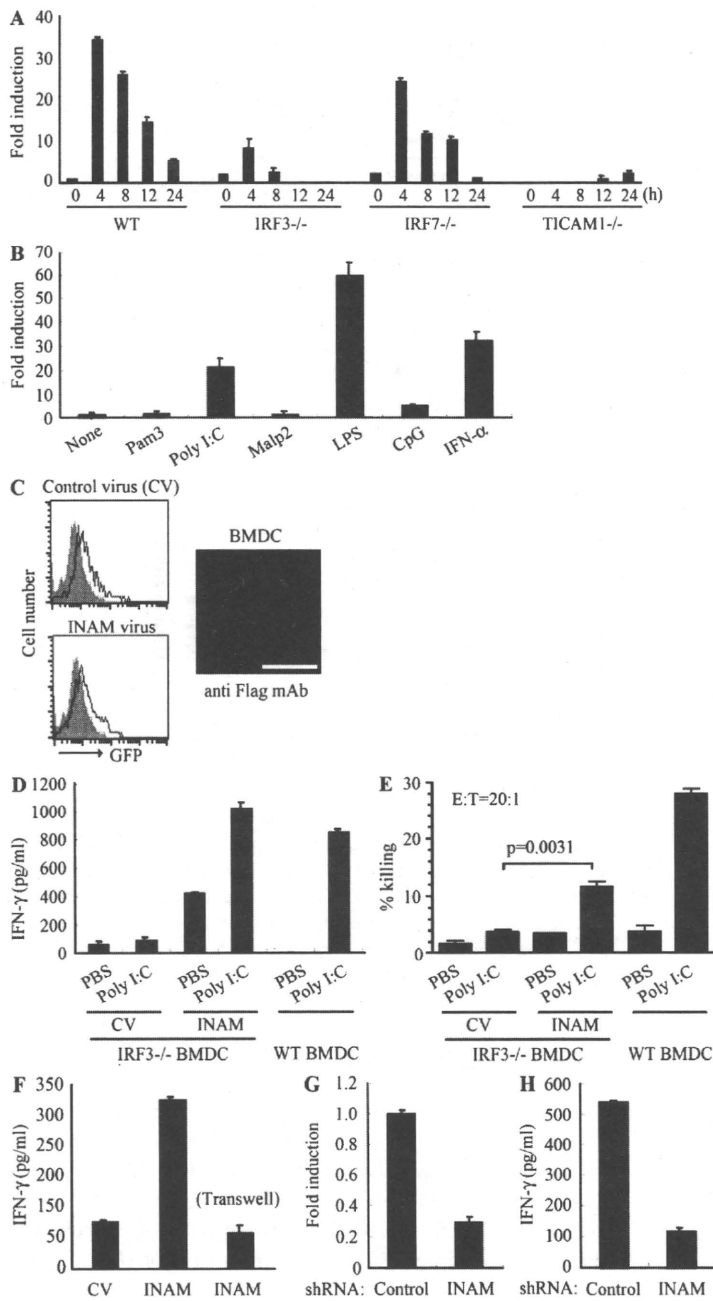 A
Fold induction
40
30
20
10
0
0 4 8 12 24 0 4 8 12 24 0 4 8 12 24 0 4 8 12 24 (h)
WT IRF3-/- IRF7-/- TICAM1-/-
B
Fold induction
70
60
50
40
30
20
10
0
None Pam3 Poly I:C Malp2 LPS CpG IFN-α
C
Control virus (CV)
INAM virus
Cell number
GFP
BMDC
anti Flag mAb
D
IFN-γ (pg/ml)
1200
1000
800
600
400
200
0
PBS Poly I:C PBS Poly I:C PBS Poly I:C
CV INAM
IRF3-/- BMDC WT BMDC
E
% killing
30
20
10
0
E:T=20:1
p=0.0031
PBS Poly I:C PBS Poly I:C PBS Poly I:C
CV INAM
IRF3-/- BMDC WT BMDC
F
IFN-γ (pg/ml)
350
300
250
150
50
0
(Transwell)
CV INAM INAM
G
Fold induction
1.2
1.0
0.8
0.6
0.4
0.2
0
shRNA: Control INAM
H
IFN-γ (pg/ml)
600
500
400
300
200
100
0
shRNA: Control INAM